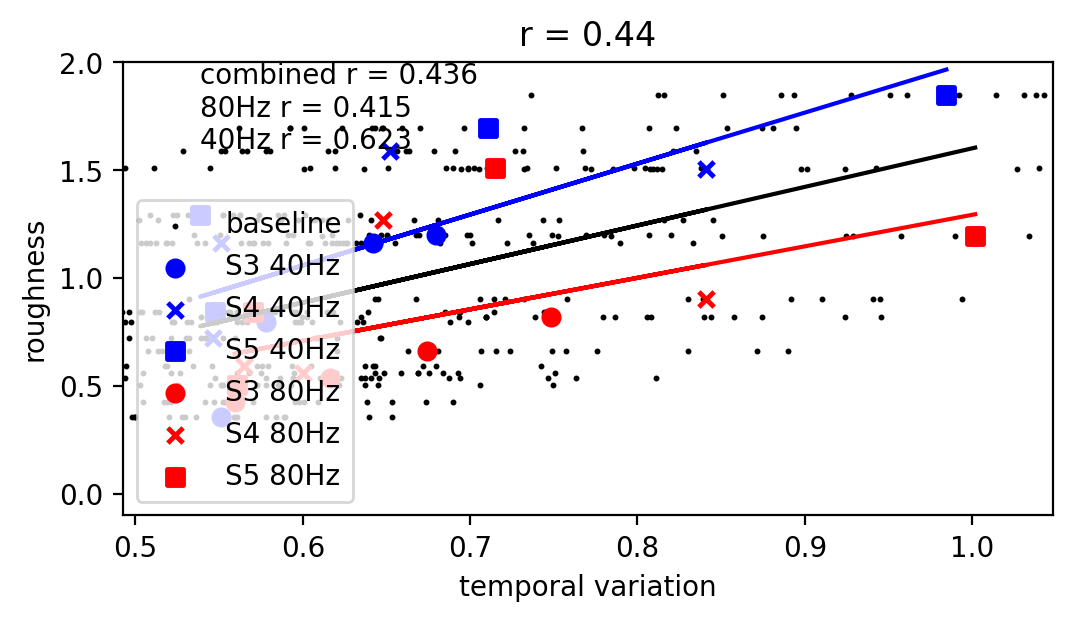 r = 0.44
combined r = 0.436
80Hz r = 0.415
40Hz r = 0.623
2.0
1.5
1.0
0.5
0.0
roughness
baseline
S3 40Hz
S4 40Hz
S5 40Hz
S3 80Hz
S4 80Hz
S5 80Hz
0.5 0.6 0.7 0.8 0.9 1.0
temporal variation